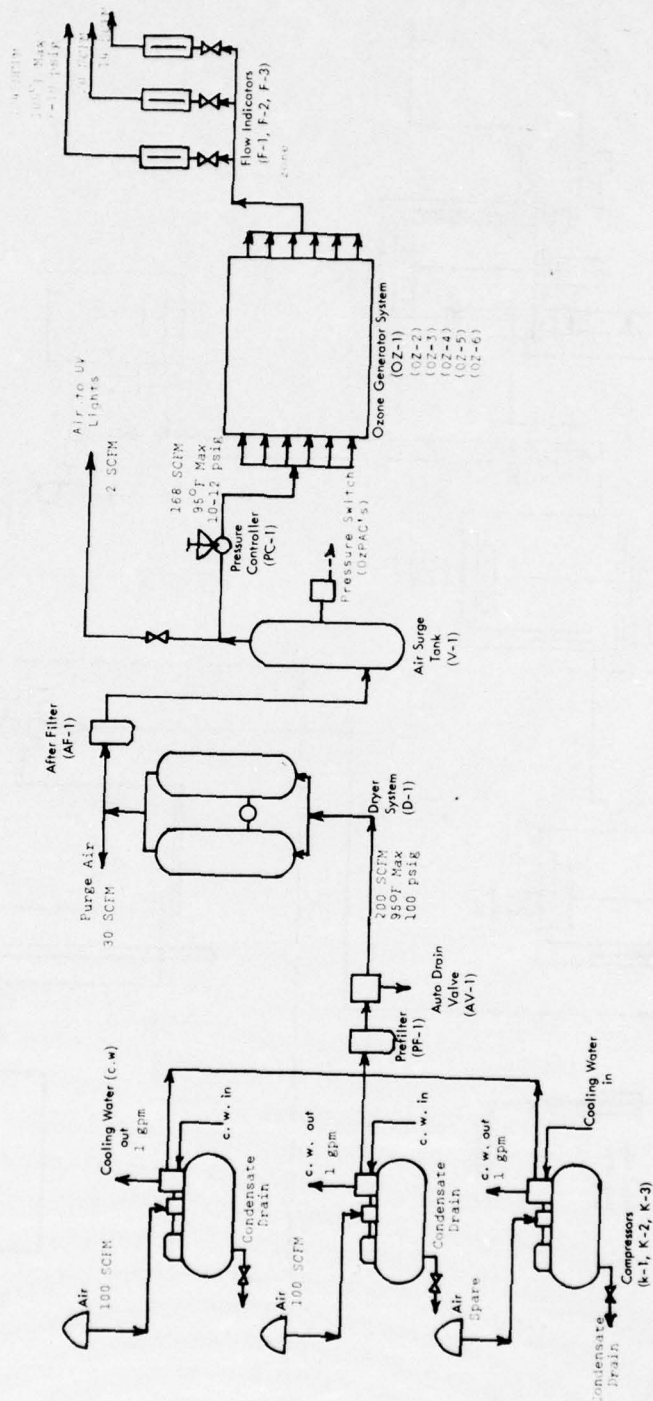 Air
100 SCFM
Cooling Water (c.w)
out
1 gpm
c. w. in
Condensate
Drain
Air
100 SCFM
c. w. out
1 gpm
c. w. in
Condensate
Drain
Air
Spare
c. w. out
1 gpm
Cooling Water
in
Condensate
Drain
Compressors
(k-1, K-2, K-3)
Prefilter
(PF-1)
Auto Drain
Valve
(AV-1)
200 SCFM
95°F Max
100 psig
Purge Air
30 SCFM
Dryer
System
(D-1)
After Filter
(AF-1)
Air Surge
Tank
(V-1)
Pressure Switch
(OzPAC's)
Air to UV
Lights
2 SCFM
168 SCFM
95°F Max
10-12 psig
Pressure
Controller
(PC-1)
Ozone Generator System
(OZ-1)
(OZ-2)
(OZ-3)
(OZ-4)
(OZ-5)
(OZ-6)
Flow Indicators
(F-1, F-2, F-3)
SCFM
Max
psig
SCFM
14